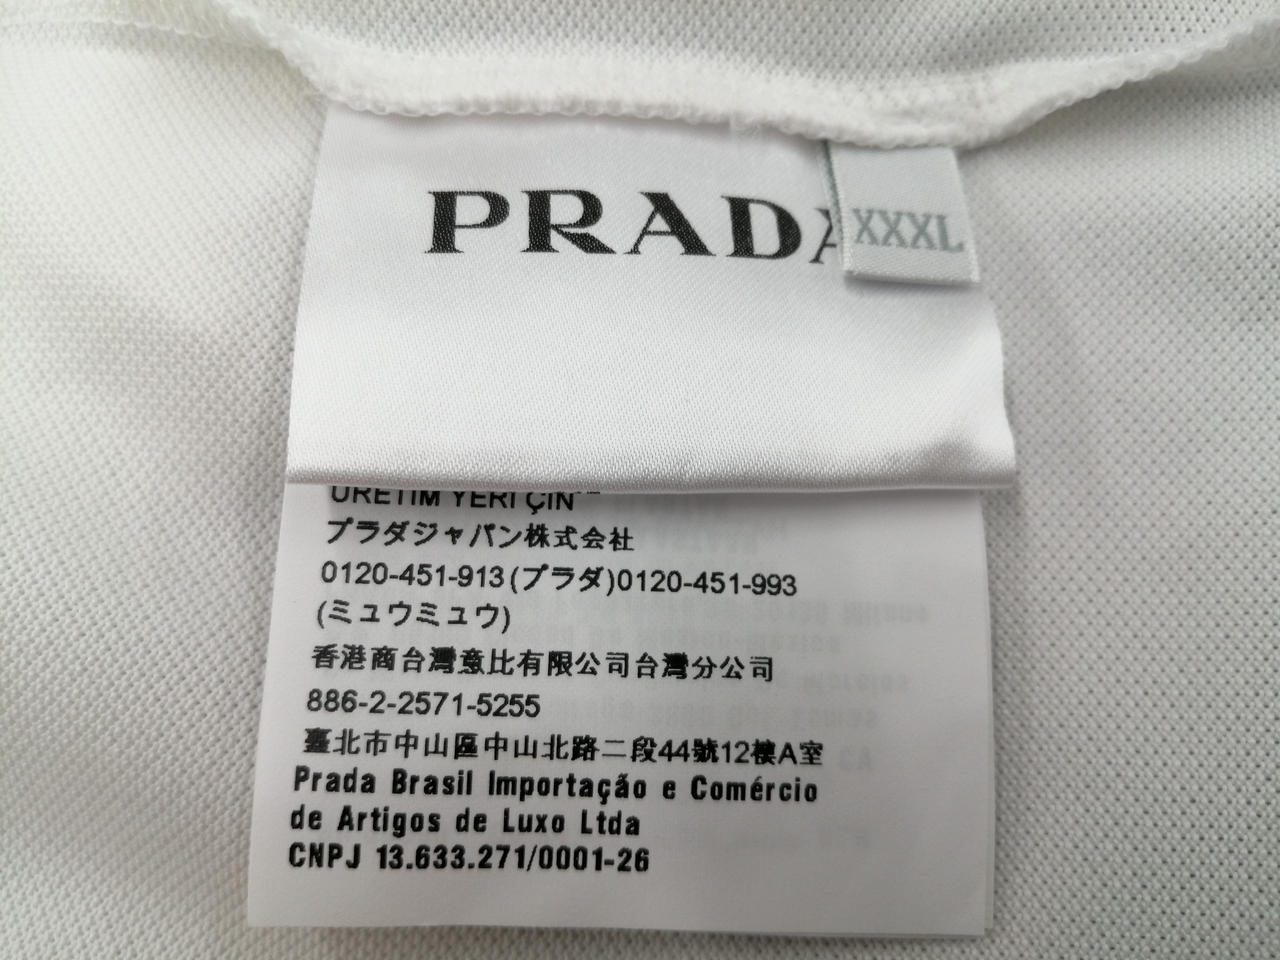 PRADA
XXXL
ÜRETİM YERİ ÇİN
プラダジャパン株式会社
0120-451-913(プラダ)0120-451-993
(ミュウミュウ)
香港商台灣意比有限公司台灣分公司
886-2-2571-5255
臺北市中山區中山北路二段44號12樓A室
Prada Brasil Importação e Comércio
de Artigos de Luxo Ltda
CNPJ 13.633.271/0001-26